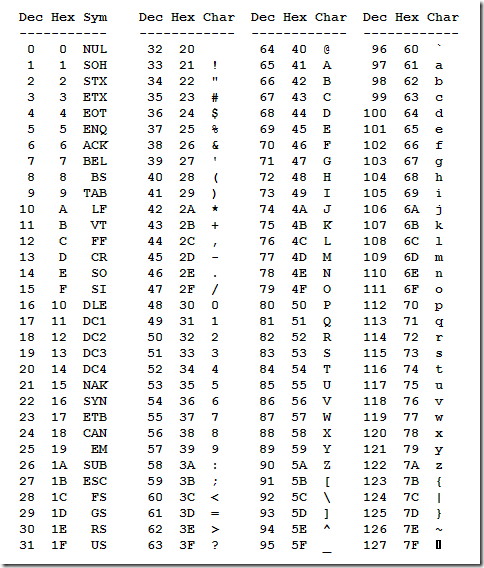 Dec Hex Sym Dec Hex Char Dec Hex Char Dec Hex Char
----------- ------------ ------------ ------------
0 0 NUL 32 20 64 40 @ 96 60 `
1 1 SOH 33 21 ! 65 41 A 97 61 a
2 2 STX 34 22 " 66 42 B 98 62 b
3 3 ETX 35 23 # 67 43 C 99 63 c
4 4 EOT 36 24 $ 68 44 D 100 64 d
5 5 ENQ 37 25 % 69 45 E 101 65 e
6 6 ACK 38 26 & 70 46 F 102 66 f
7 7 BEL 39 27 ' 71 47 G 103 67 g
8 8 BS 40 28 ( 72 48 H 104 68 h
9 9 TAB 41 29 ) 73 49 I 105 69 i
10 A LF 42 2A * 74 4A J 106 6A j
11 B VT 43 2B + 75 4B K 107 6B k
12 C FF 44 2C , 76 4C L 108 6C l
13 D CR 45 2D - 77 4D M 109 6D m
14 E SO 46 2E . 78 4E N 110 6E n
15 F SI 47 2F / 79 4F O 111 6F o
16 10 DLE 48 30 0 80 50 P 112 70 p
17 11 DC1 49 31 1 81 51 Q 113 71 q
18 12 DC2 50 32 2 82 52 R 114 72 r
19 13 DC3 51 33 3 83 53 S 115 73 s
20 14 DC4 52 34 4 84 54 T 116 74 t
21 15 NAK 53 35 5 85 55 U 117 75 u
22 16 SYN 54 36 6 86 56 V 118 76 v
23 17 ETB 55 37 7 87 57 W 119 77 w
24 18 CAN 56 38 8 88 58 X 120 78 x
25 19 EM 57 39 9 89 59 Y 121 79 y
26 1A SUB 58 3A : 90 5A Z 122 7A z
27 1B ESC 59 3B ; 91 5B [ 123 7B {
28 1C FS 60 3C < 92 5C \ 124 7C |
29 1D GS 61 3D = 93 5D ] 125 7D }
30 1E RS 62 3E > 94 5E ^ 126 7E ~
31 1F US 63 3F ? 95 5F _ 127 7F ▯